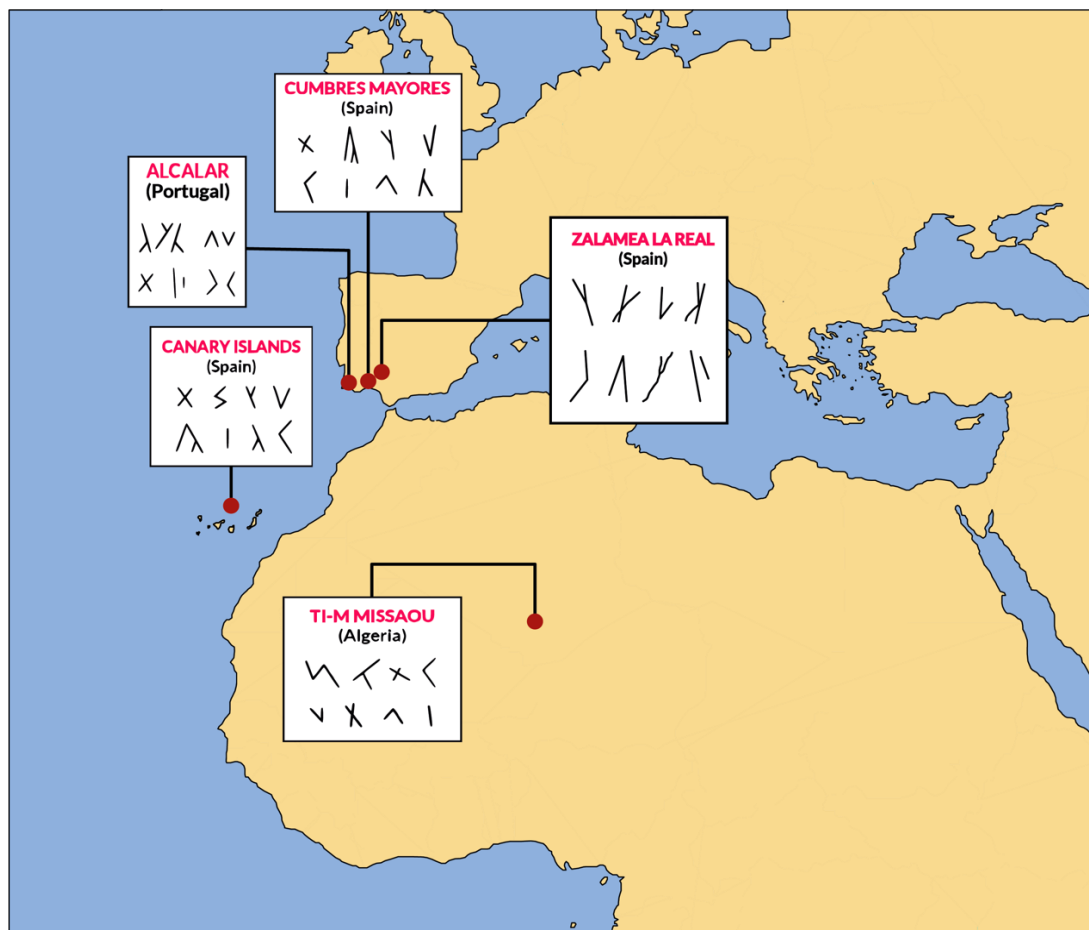 CUMBRES MAYORES
(Spain)
ALCALAR
(Portugal)
ZALAMEA LA REAL
(Spain)
CANARY ISLANDS
(Spain)
TI-M MISSAOU
(Algeria)